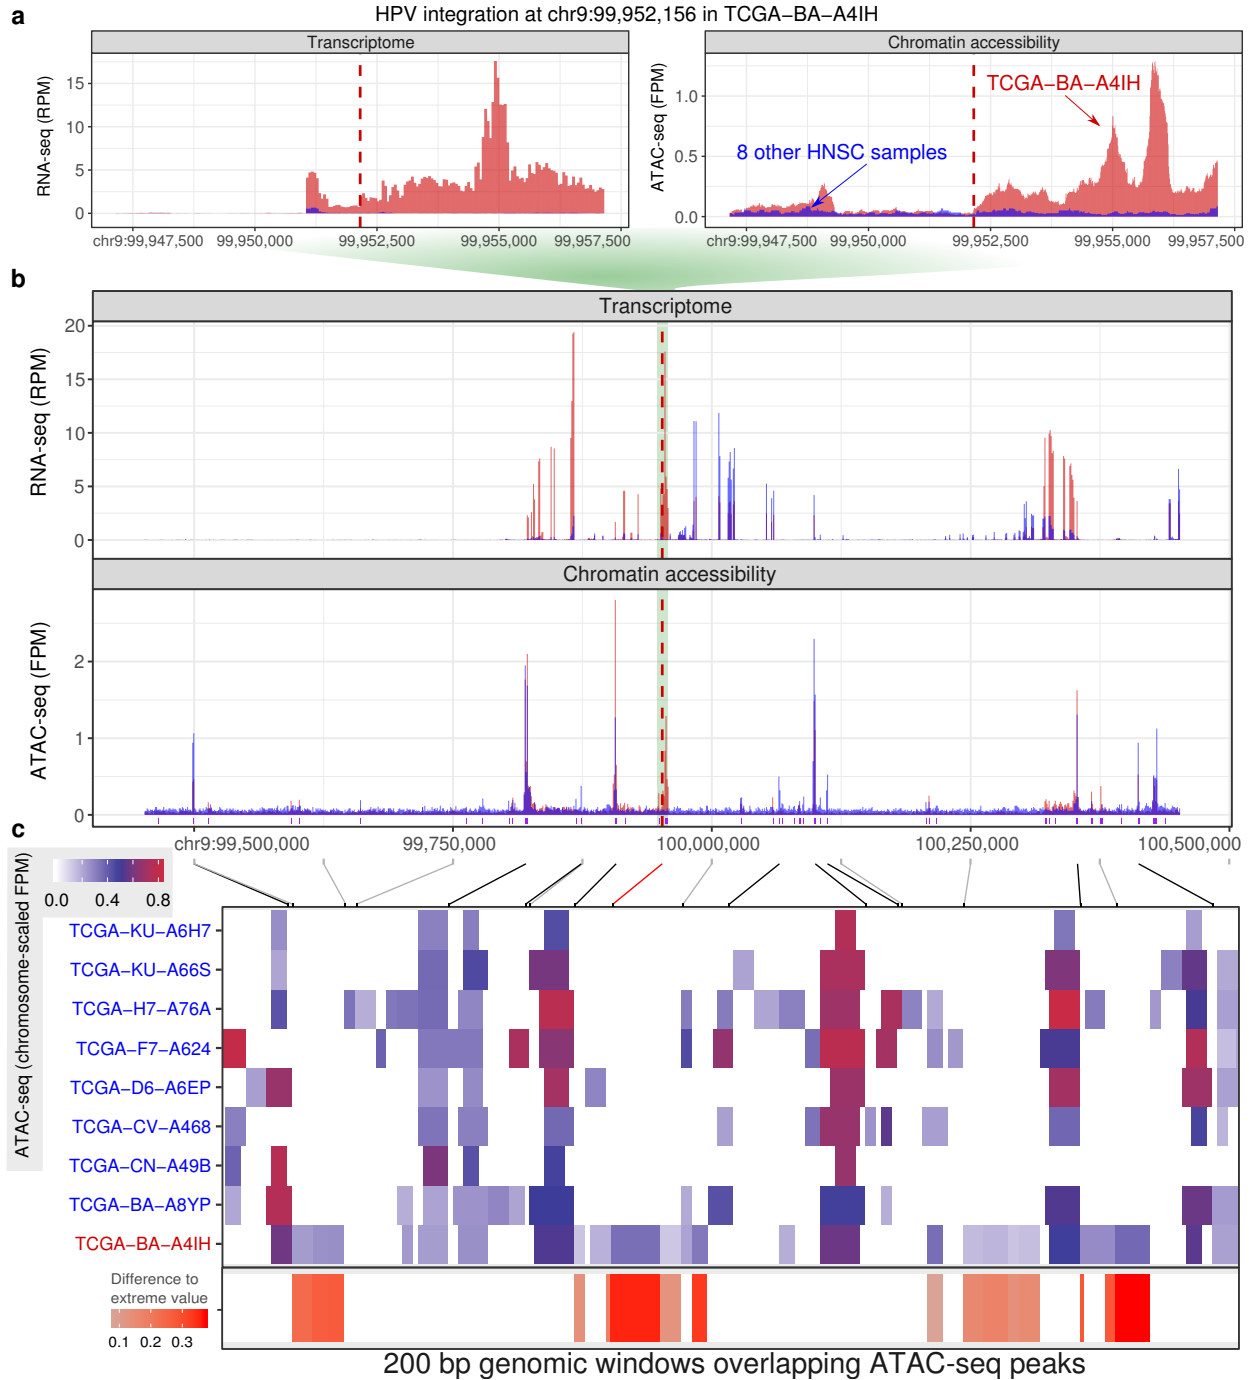 a
HPV integration at chr9:99,952,156 in TCGA−BA−A4IH
Transcriptome
Chromatin accessibility
RNA−seq (RPM)
15
10
5
0
chr9:99,947,500 99,950,000 99,952,500 99,955,000 99,957,500
ATAC−seq (FPM)
1.0
0.5
0.0
TCGA−BA−A4IH
8 other HNSC samples
chr9:99,947,500 99,950,000 99,952,500 99,955,000 99,957,500
b
Transcriptome
RNA−seq (RPM)
20
15
10
5
0
Chromatin accessibility
ATAC−seq (FPM)
2
1
0
chr9:99,500,000 99,750,000 100,000,000 100,250,000 100,500,000
c
ATAC−seq (chromosome−scaled FPM)
0.0 0.4 0.8
TCGA−KU−A6H7
TCGA−KU−A66S
TCGA−H7−A76A
TCGA−F7−A624
TCGA−D6−A6EP
TCGA−CV−A468
TCGA−CN−A49B
TCGA−BA−A8YP
TCGA−BA−A4IH
Difference to
extreme value
0.1 0.2 0.3
200 bp genomic windows overlapping ATAC−seq peaks